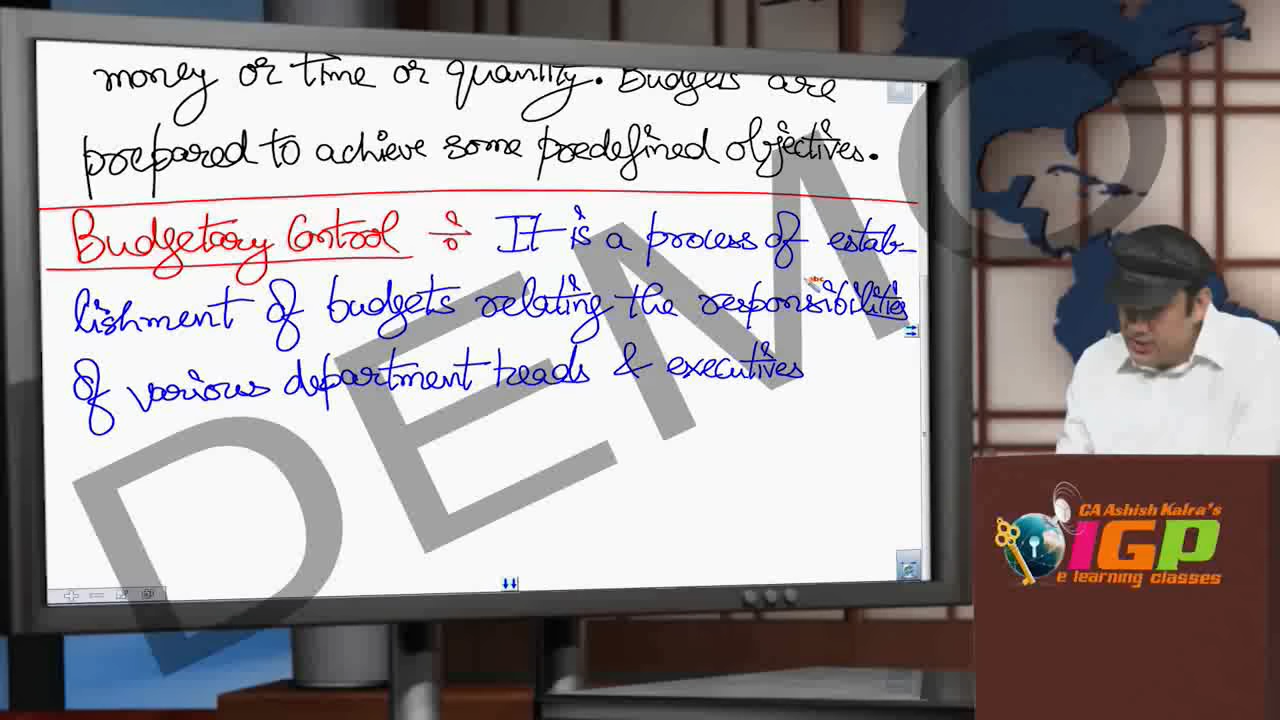 money or time or quantity. Budgets are
prepared to achieve some predefined objectives.
Budgetary Control ÷ It is a process of estab-
lishment of budgets relating the responsibilities
of various department heads & executives
DEMO
CA Ashish Kalra's
IGP
e learning classes